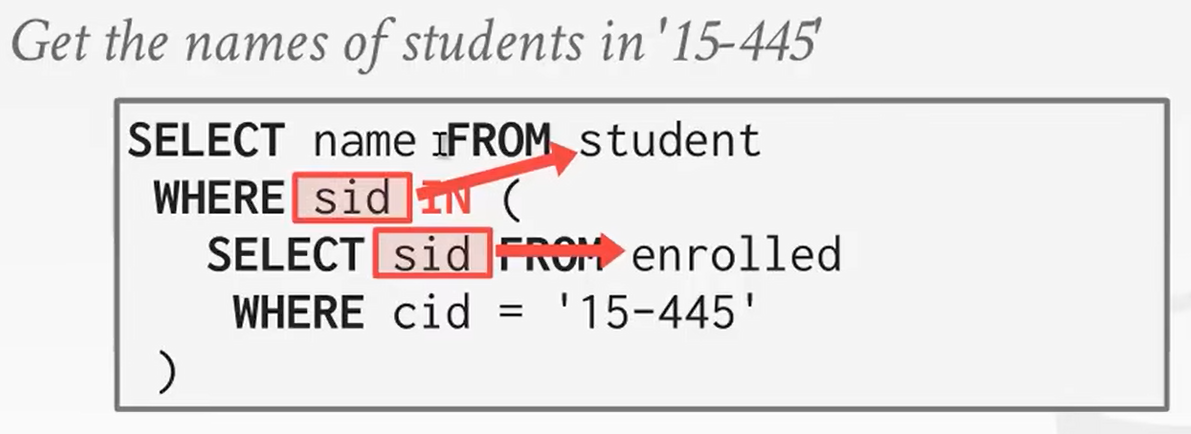 Get the names of students in '15-445'
SELECT name FROM student
WHERE sid IN (
SELECT sid FROM enrolled
WHERE cid = '15-445'
)